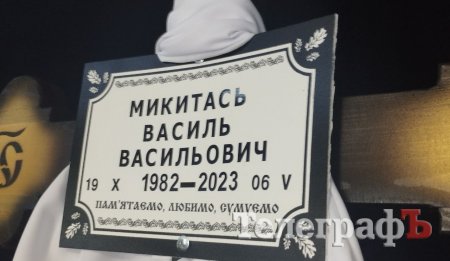 МИКИТАСЬ
ВАСИЛЬ
ВАСИЛЬОВИЧ
19 X 1982—2023 06 V
ПАМ'ЯТАЄМО, ЛЮБИМО, СУМУЄМО
ТелеграфЪ